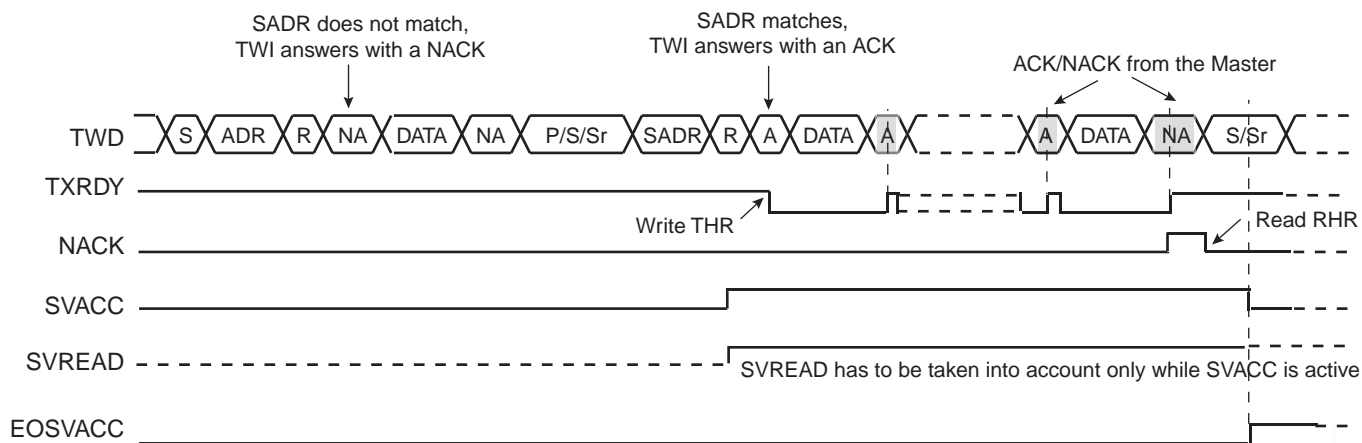 SADR does not match,
TWI answers with a NACK
SADR matches,
TWI answers with an ACK
ACK/NACK from the Master
TWD S ADR R NA DATA NA P/S/Sr SADR R A DATA A A DATA NA S/Sr
TXRDY
Write THR
Read RHR
NACK
SVACC
SVREAD
SVREAD has to be taken into account only while SVACC is active
EOSVACC